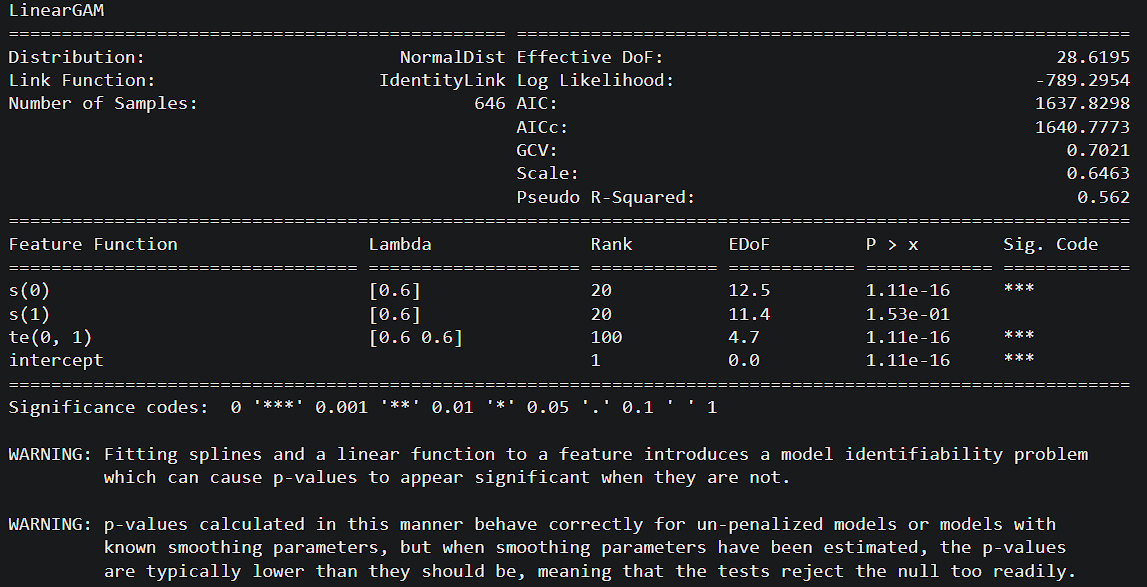 LinearGAM
=============================================== ==========================================================
Distribution:                        NormalDist Effective DoF:                                     28.6195
Link Function:                     IdentityLink Log Likelihood:                                  -789.2954
Number of Samples:                          646 AIC:                                             1637.8298
                                                AICc:                                            1640.7773
                                                GCV:                                                0.7021
                                                Scale:                                              0.6463
                                                Pseudo R-Squared:                                    0.562
==========================================================================================================
Feature Function                  Lambda               Rank         EDoF         P > x        Sig. Code
================================= ==================== ============ ============ ============ ============
s(0)                              [0.6]                20           12.5         1.11e-16     ***
s(1)                              [0.6]                20           11.4         1.53e-01
te(0, 1)                          [0.6 0.6]            100          4.7          1.11e-16     ***
intercept                                              1            0.0          1.11e-16     ***
==========================================================================================================
Significance codes:  0 '***' 0.001 '**' 0.01 '*' 0.05 '.' 0.1 ' ' 1

WARNING: Fitting splines and a linear function to a feature introduces a model identifiability problem
         which can cause p-values to appear significant when they are not.

WARNING: p-values calculated in this manner behave correctly for un-penalized models or models with
         known smoothing parameters, but when smoothing parameters have been estimated, the p-values
         are typically lower than they should be, meaning that the tests reject the null too readily.